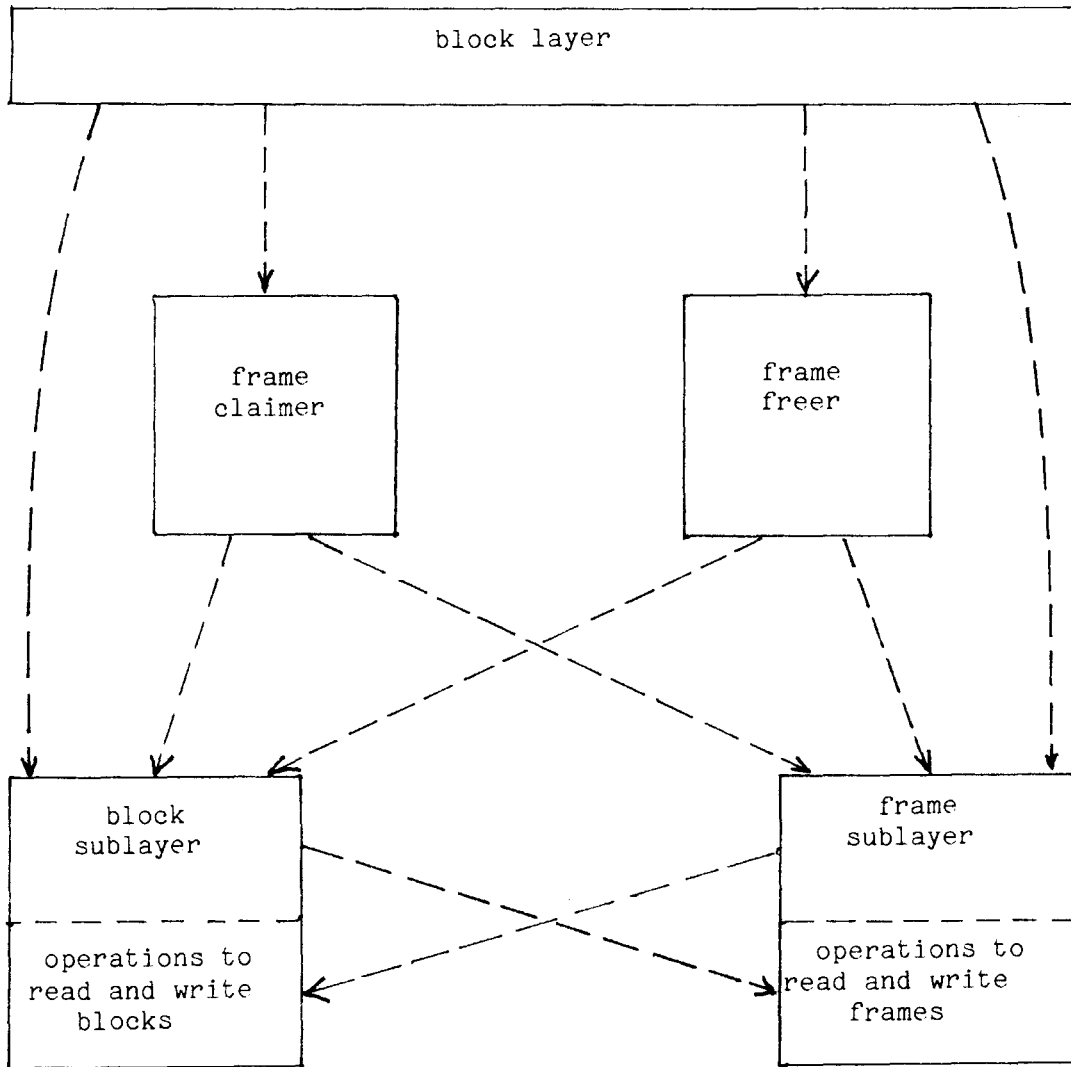 block layer
frame
claimer
frame
freer
block
sublayer
operations to
read and write
blocks
frame
sublayer
operations to
read and write
frames